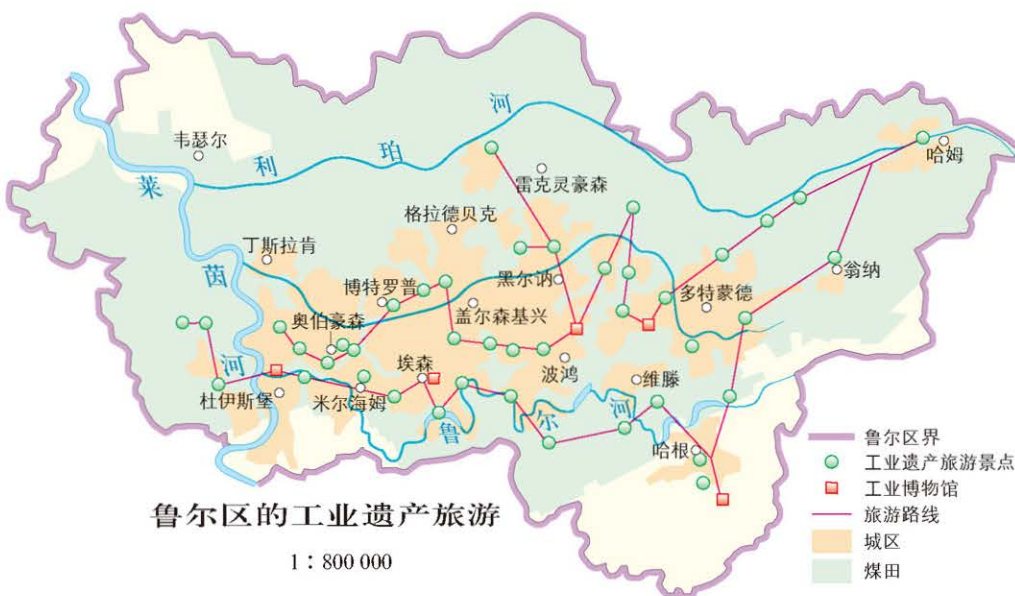 河
哈姆
韦瑟尔
珀
利
莱
雷克灵豪森
格拉德贝克
丁斯拉肯
翁纳
茵
黑尔讷
博特罗普
多特蒙德
盖尔森基兴
奥伯豪森
河
埃森
波鸿
维滕
杜伊斯堡
米尔海姆
鲁
尔
河
哈根
鲁尔区界
工业遗产旅游景点
工业博物馆
旅游路线
城区
煤田
鲁尔区的工业遗产旅游
1：800 000